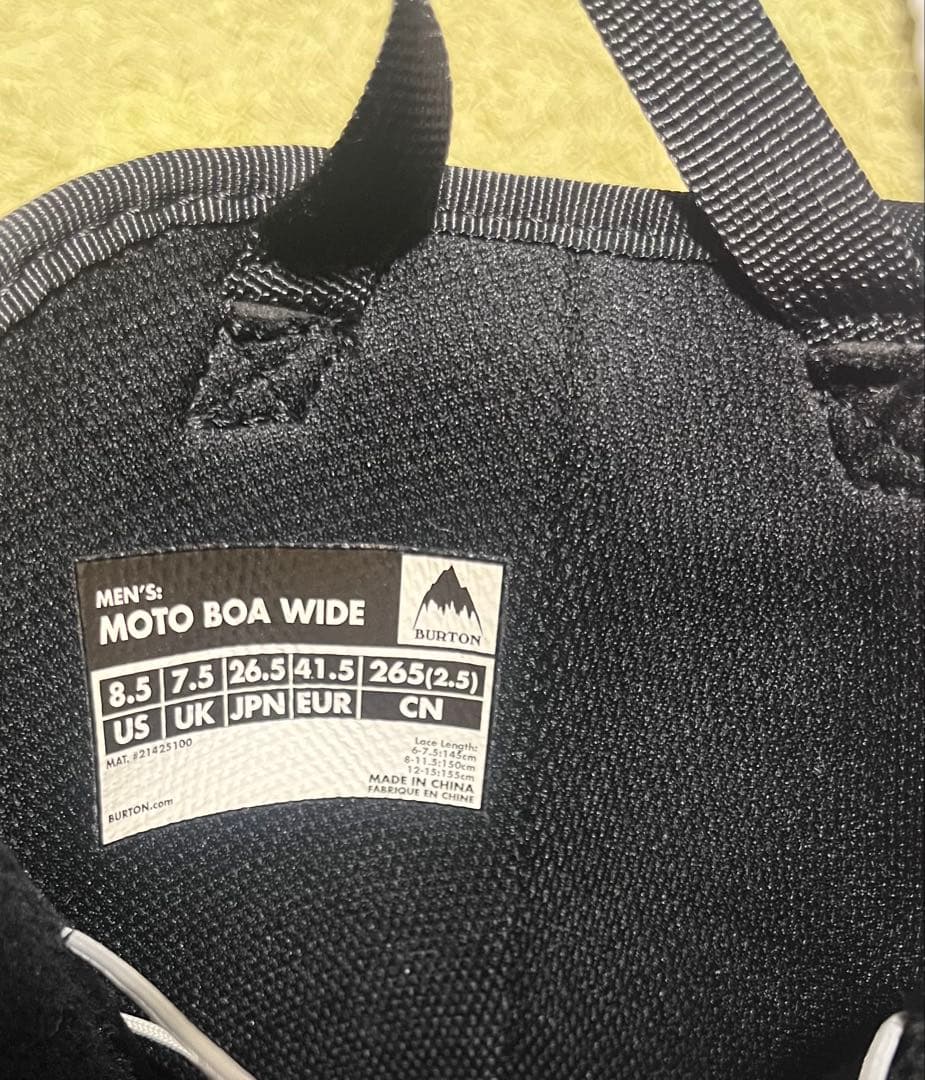 MEN'S:
MOTO BOA WIDE
BURTON
8.5 7.5 26.5 41.5 265(2.5)
US UK JPN EUR CN
MAT. #21425100
Lace Length:
6-7.5:145cm
8-11.5:150cm
12-15:155cm
MADE IN CHINA
FABRIQUE EN CHINE
BURTON.com